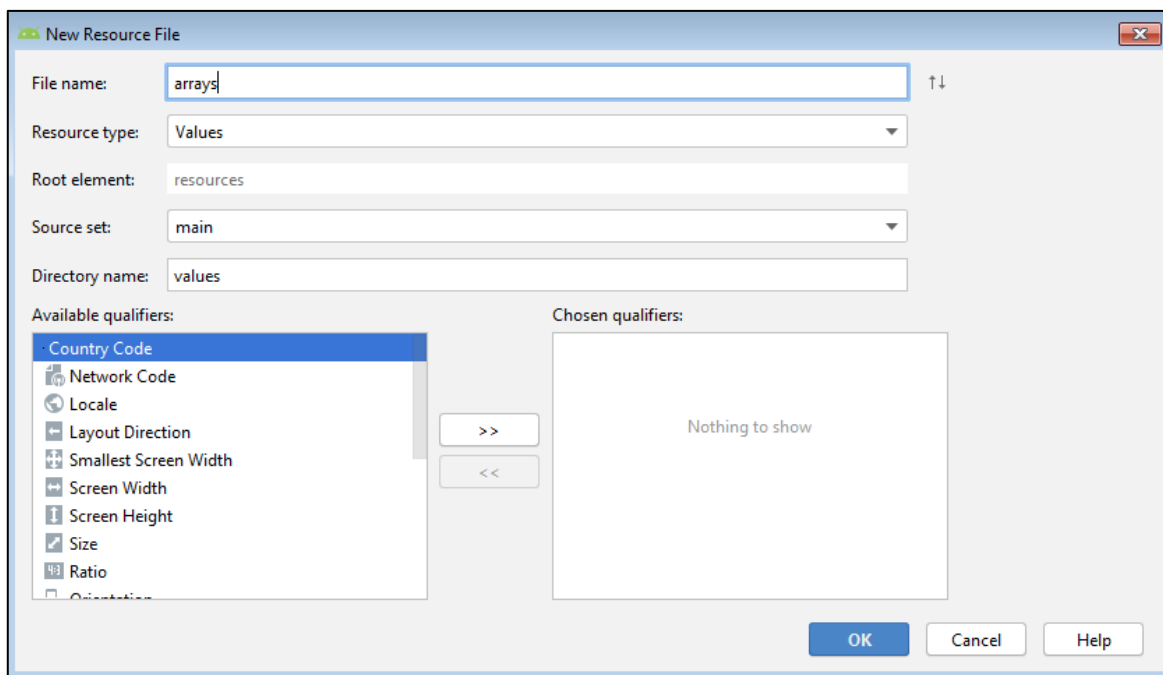 New Resource File
File name: arrays
Resource type: Values
Root element: resources
Source set: main
Directory name: values
Available qualifiers: Chosen qualifiers:
Country Code
Network Code
Locale
Layout Direction
Smallest Screen Width
Screen Width
Screen Height
Size
Ratio
Orientation
>>
<<
Nothing to show
OK Cancel Help